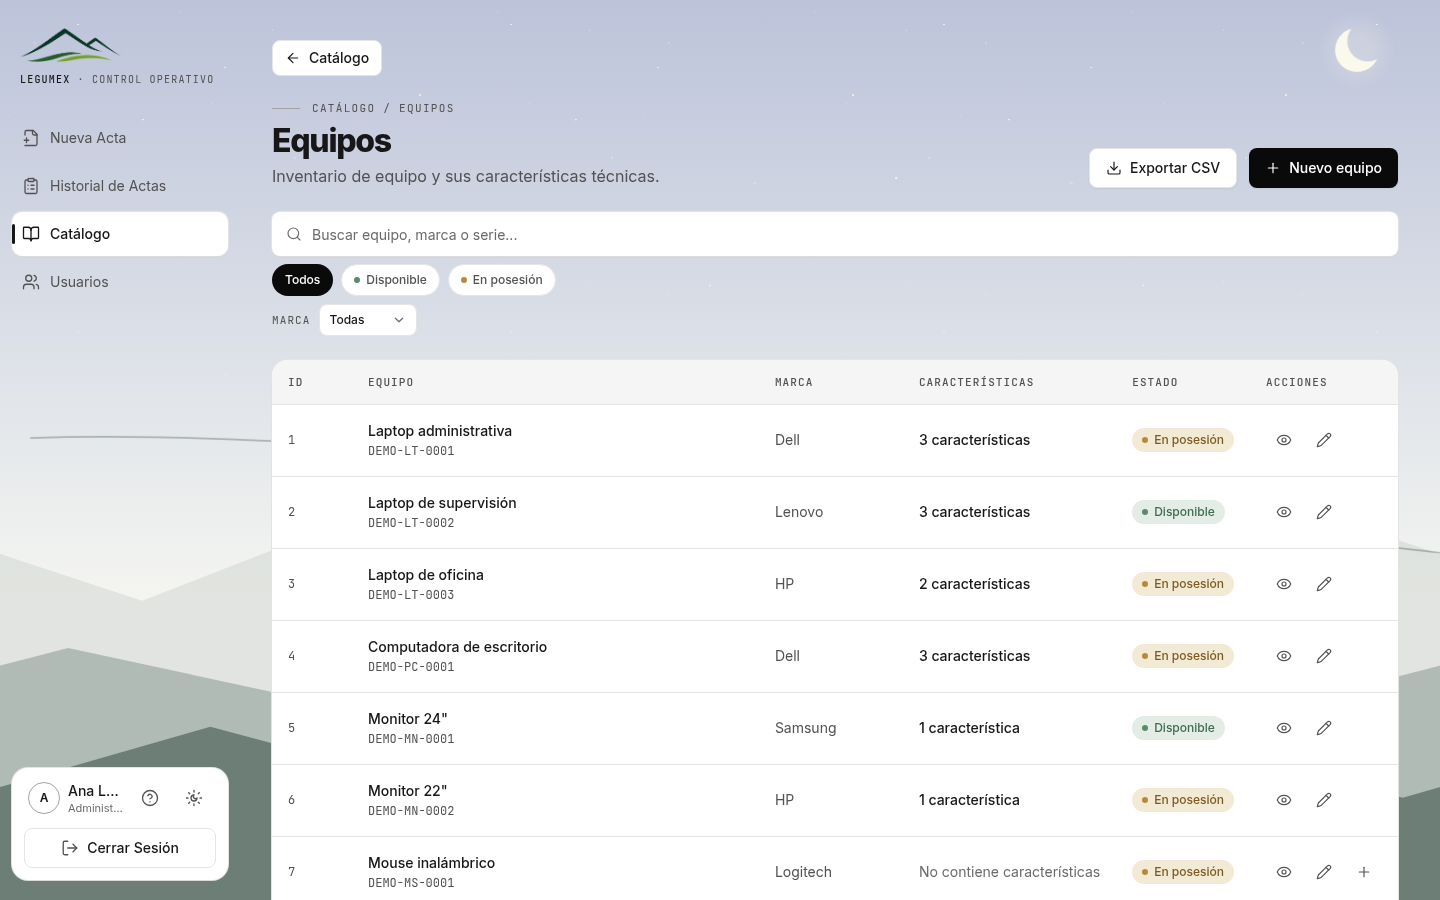 LEGUMEX · CONTROL OPERATIVO
Nueva Acta
Historial de Actas
Catálogo
Usuarios
A
Ana L...
Administ...
Cerrar Sesión
Catálogo
CATÁLOGO / EQUIPOS
Equipos
Inventario de equipo y sus características técnicas.
Exportar CSV
Nuevo equipo
Buscar equipo, marca o serie...
Todos
Disponible
En posesión
MARCA
Todas
ID EQUIPO MARCA CARACTERÍSTICAS ESTADO ACCIONES
1 Laptop administrativa Dell 3 características En posesión
DEMO-LT-0001
2 Laptop de supervisión Lenovo 3 características Disponible
DEMO-LT-0002
3 Laptop de oficina HP 2 características En posesión
DEMO-LT-0003
4 Computadora de escritorio Dell 3 características En posesión
DEMO-PC-0001
5 Monitor 24" Samsung 1 característica Disponible
DEMO-MN-0001
6 Monitor 22" HP 1 característica En posesión
DEMO-MN-0002
7 Mouse inalámbrico Logitech No contiene características En posesión
DEMO-MS-0001